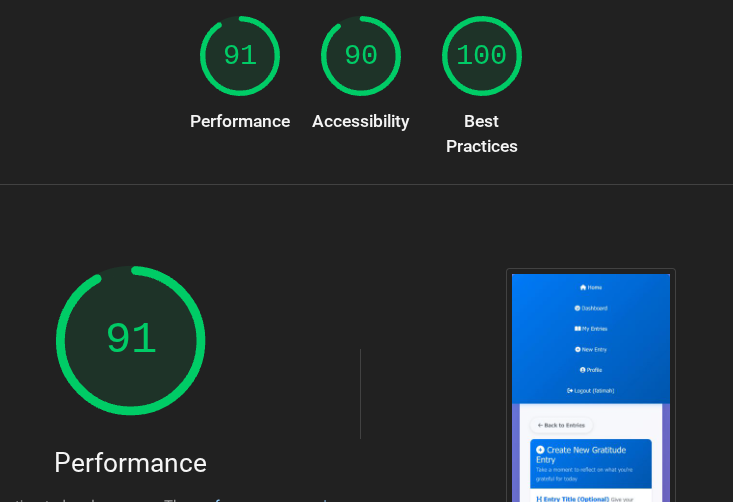 91
90
100
Performance
Accessibility
Best
Practices
91
Performance
Home
Dashboard
My Entries
New Entry
Profile
Logout (fatimah)
← Back to Entries
Create New Gratitude
Entry
Take a moment to reflect on what you're
grateful for today
Entry Title (Optional) Give your